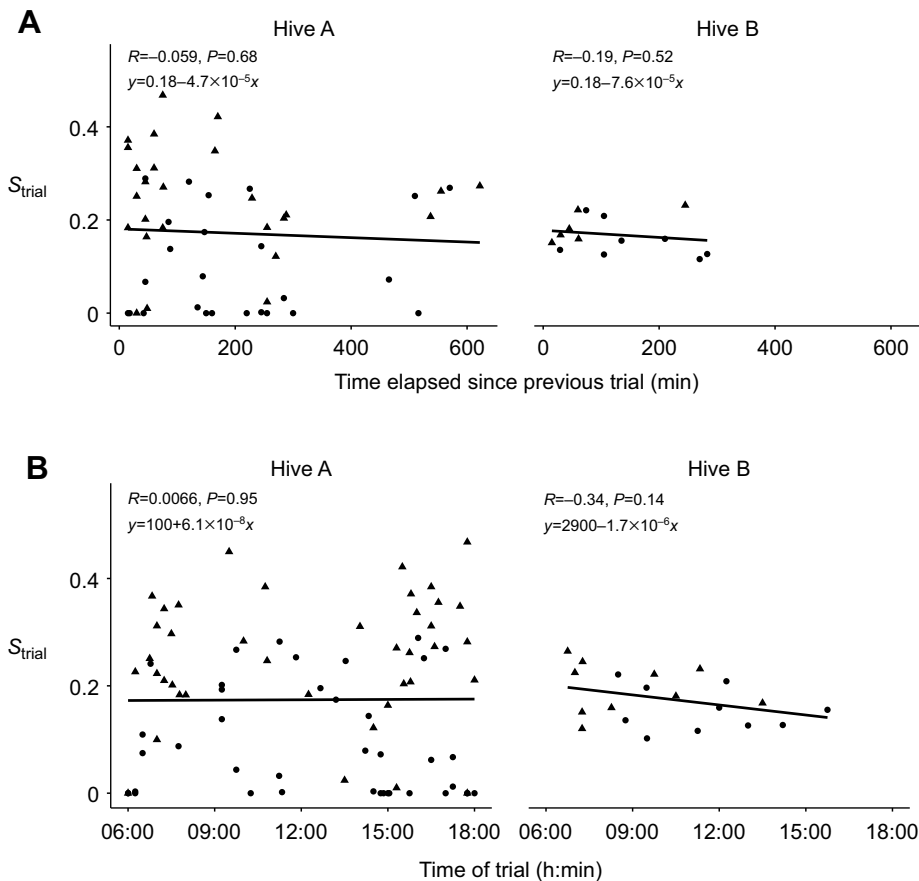 A
Hive A
Hive B
R=–0.059, P=0.68
y=0.18–4.7×10⁻⁵x
R=–0.19, P=0.52
y=0.18–7.6×10⁻⁵x
0.4
Strial
0.2
0
0 200 400 600
0 200 400 600
Time elapsed since previous trial (min)
B
Hive A
Hive B
R=0.0066, P=0.95
y=100+6.1×10⁻⁸x
R=–0.34, P=0.14
y=2900–1.7×10⁻⁶x
0.4
Strial
0.2
0
06:00 09:00 12:00 15:00 18:00
06:00 09:00 12:00 15:00 18:00
Time of trial (h:min)